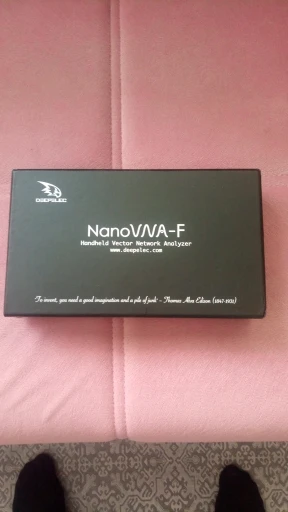 DEEPELEC
NanoVNA-F
Handheld Vector Network Analyzer
www.deepelec.com
"To invent, you need a good imagination and a pile of junk" - Thomas Alva Edison (1847-1931)